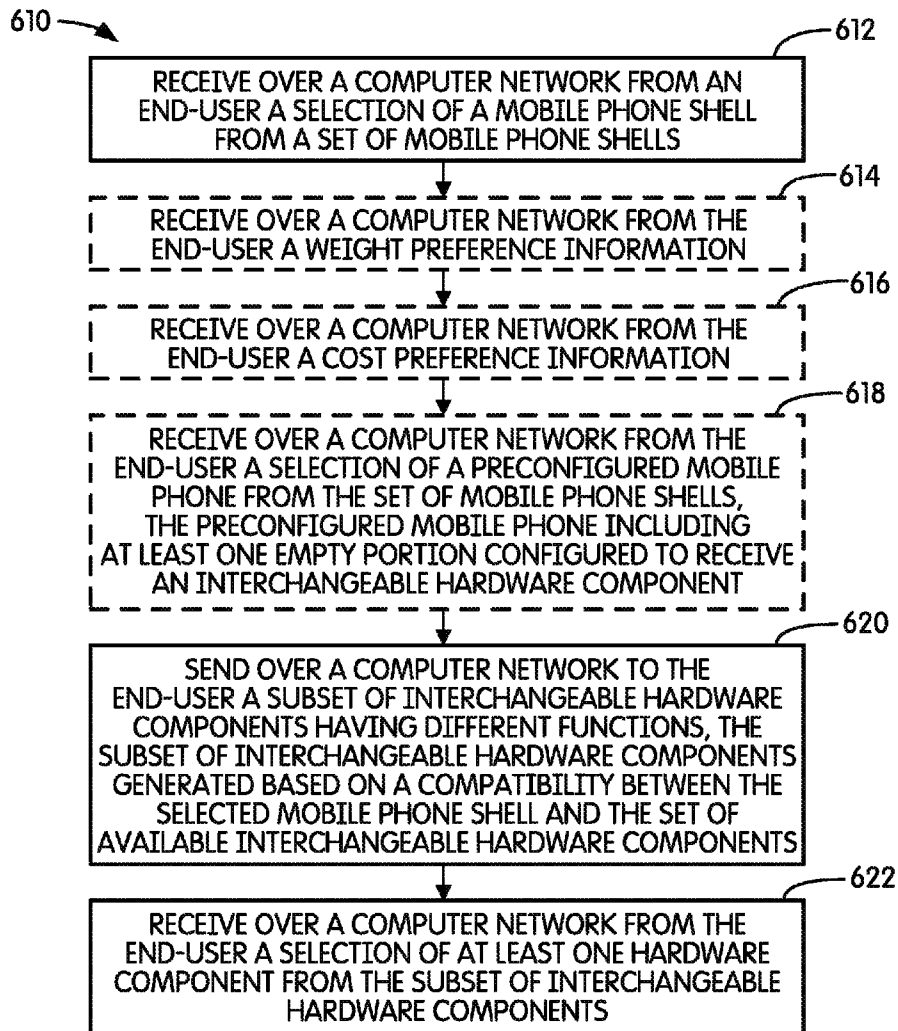 610
612
RECEIVE OVER A COMPUTER NETWORK FROM AN
END-USER A SELECTION OF A MOBILE PHONE SHELL
FROM A SET OF MOBILE PHONE SHELLS
614
RECEIVE OVER A COMPUTER NETWORK FROM THE
END-USER A WEIGHT PREFERENCE INFORMATION
616
RECEIVE OVER A COMPUTER NETWORK FROM THE
END-USER A COST PREFERENCE INFORMATION
618
RECEIVE OVER A COMPUTER NETWORK FROM THE
END-USER A SELECTION OF A PRECONFIGURED MOBILE
PHONE FROM THE SET OF MOBILE PHONE SHELLS,
THE PRECONFIGURED MOBILE PHONE INCLUDING
AT LEAST ONE EMPTY PORTION CONFIGURED TO RECEIVE
AN INTERCHANGEABLE HARDWARE COMPONENT
620
SEND OVER A COMPUTER NETWORK TO THE
END-USER A SUBSET OF INTERCHANGEABLE HARDWARE
COMPONENTS HAVING DIFFERENT FUNCTIONS, THE
SUBSET OF INTERCHANGEABLE HARDWARE COMPONENTS
GENERATED BASED ON A COMPATIBILITY BETWEEN THE
SELECTED MOBILE PHONE SHELL AND THE SET OF
AVAILABLE INTERCHANGEABLE HARDWARE COMPONENTS
622
RECEIVE OVER A COMPUTER NETWORK FROM THE
END-USER A SELECTION OF AT LEAST ONE HARDWARE
COMPONENT FROM THE SUBSET OF INTERCHANGEABLE
HARDWARE COMPONENTS